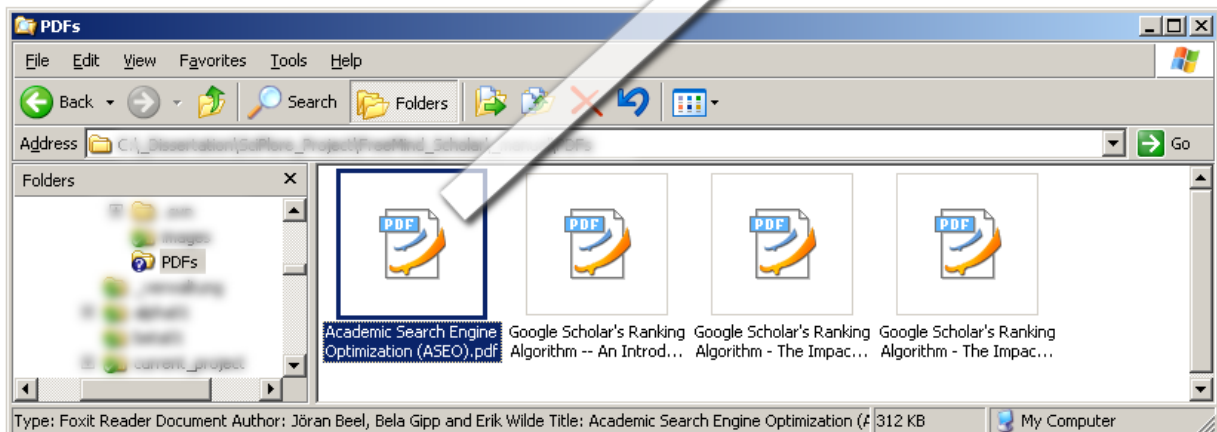 PDFs
File Edit View Favorites Tools Help
Back Search Folders
Address Go
Folders X
PDFs
PDF PDF PDF PDF
Academic Search Engine Optimization (ASEO).pdf
Google Scholar's Ranking Algorithm -- An Introd...
Google Scholar's Ranking Algorithm - The Impac...
Google Scholar's Ranking Algorithm - The Impac...
Type: Foxit Reader Document Author: Jöran Beel, Bela Gipp and Erik Wilde Title: Academic Search Engine Optimization (A 312 KB My Computer